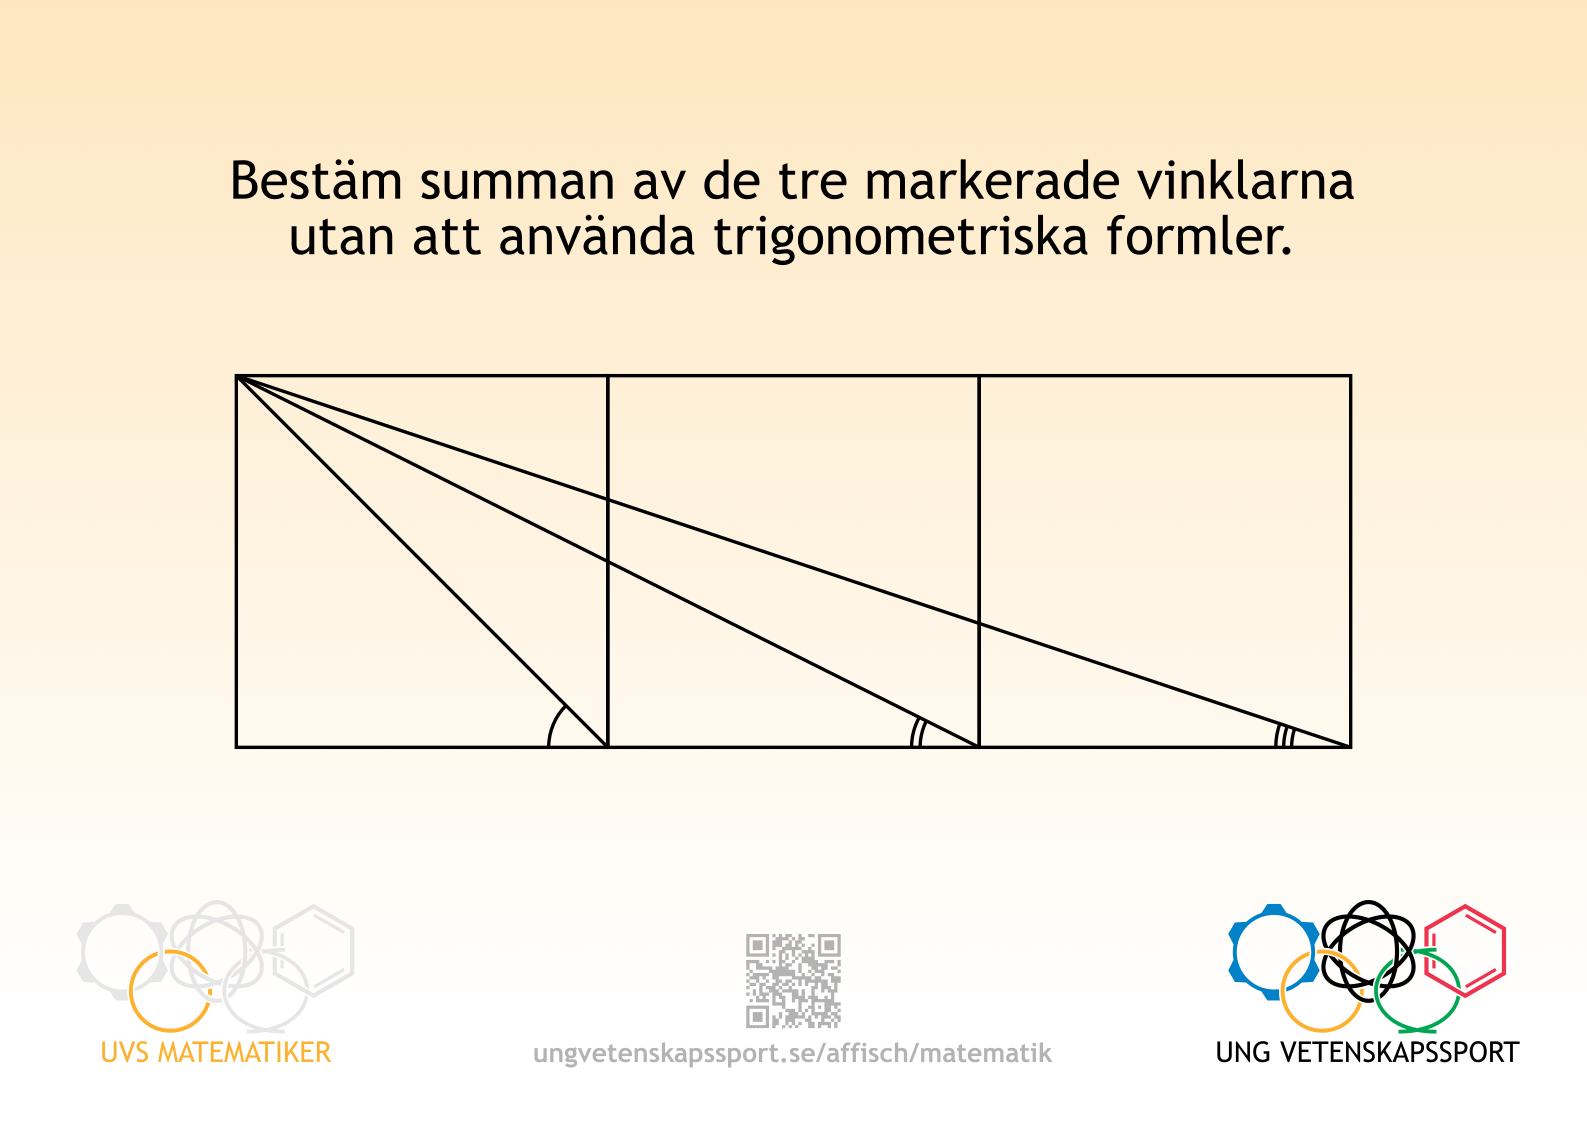 Bestäm summan av de tre markerade vinklarna
utan att använda trigonometriska formler.
UVS MATEMATIKER
ungvetenskapssport.se/affisch/matematik
UNG VETENSKAPSSPORT